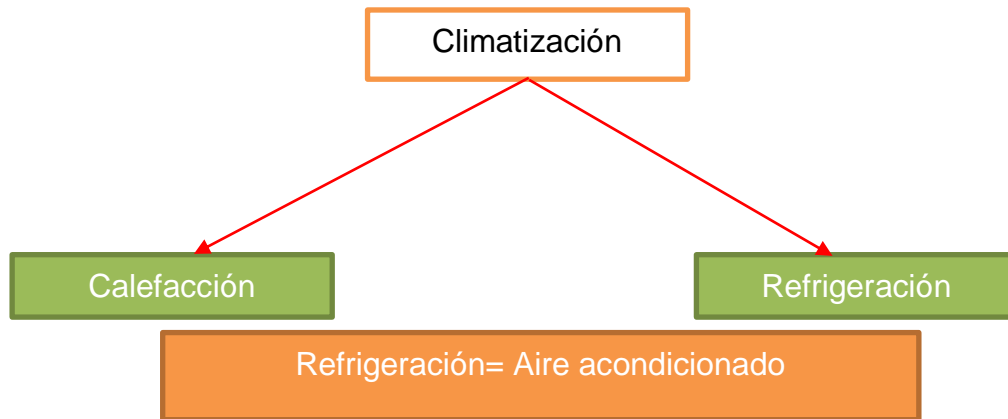 Climatización
Calefacción
Refrigeración
Refrigeración= Aire acondicionado